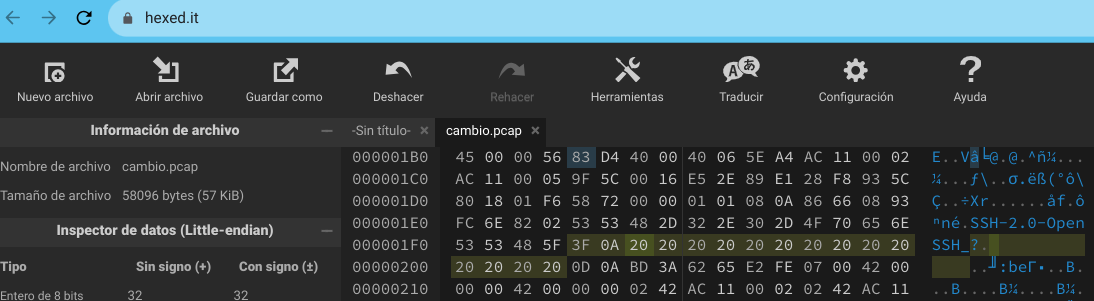 hexed.it
Nuevo archivo Abrir archivo Guardar como Deshacer Rehacer Herramientas Traducir Configuración Ayuda
Información de archivo
-Sin título- × cambio.pcap ×
Nombre de archivo cambio.pcap
Tamaño de archivo 58096 bytes (57 KiB)
Inspector de datos (Little-endian)
Tipo Sin signo (+) Con signo (±)
Entero de 8 bits 32 32
000001B0 45 00 00 56 83 D4 40 00 40 06 5E A4 AC 11 00 02 E..Vâ╘@.@.^ñ¼...
000001C0 AC 11 00 05 9F 5C 00 16 E5 2E 89 E1 28 F8 93 5C ¼...ƒ\..σ.ëß(°ô\
000001D0 80 18 01 F6 58 72 00 00 01 01 08 0A 86 66 08 93 Ç..÷Xr......åf.ô
000001E0 FC 6E 82 02 53 53 48 2D 32 2E 30 2D 4F 70 65 6E ⁿné.SSH-2.0-Open
000001F0 53 53 48 5F 3F 0A 20 20 20 20 20 20 20 20 20 20 SSH_?.
00000200 20 20 20 20 0D 0A BD 3A 62 65 E2 FE 07 00 42 00 ..╜:beΓ▪..B.
00000210 00 00 42 00 00 00 02 42 AC 11 00 02 02 42 AC 11 ..B....B¼....B¼.